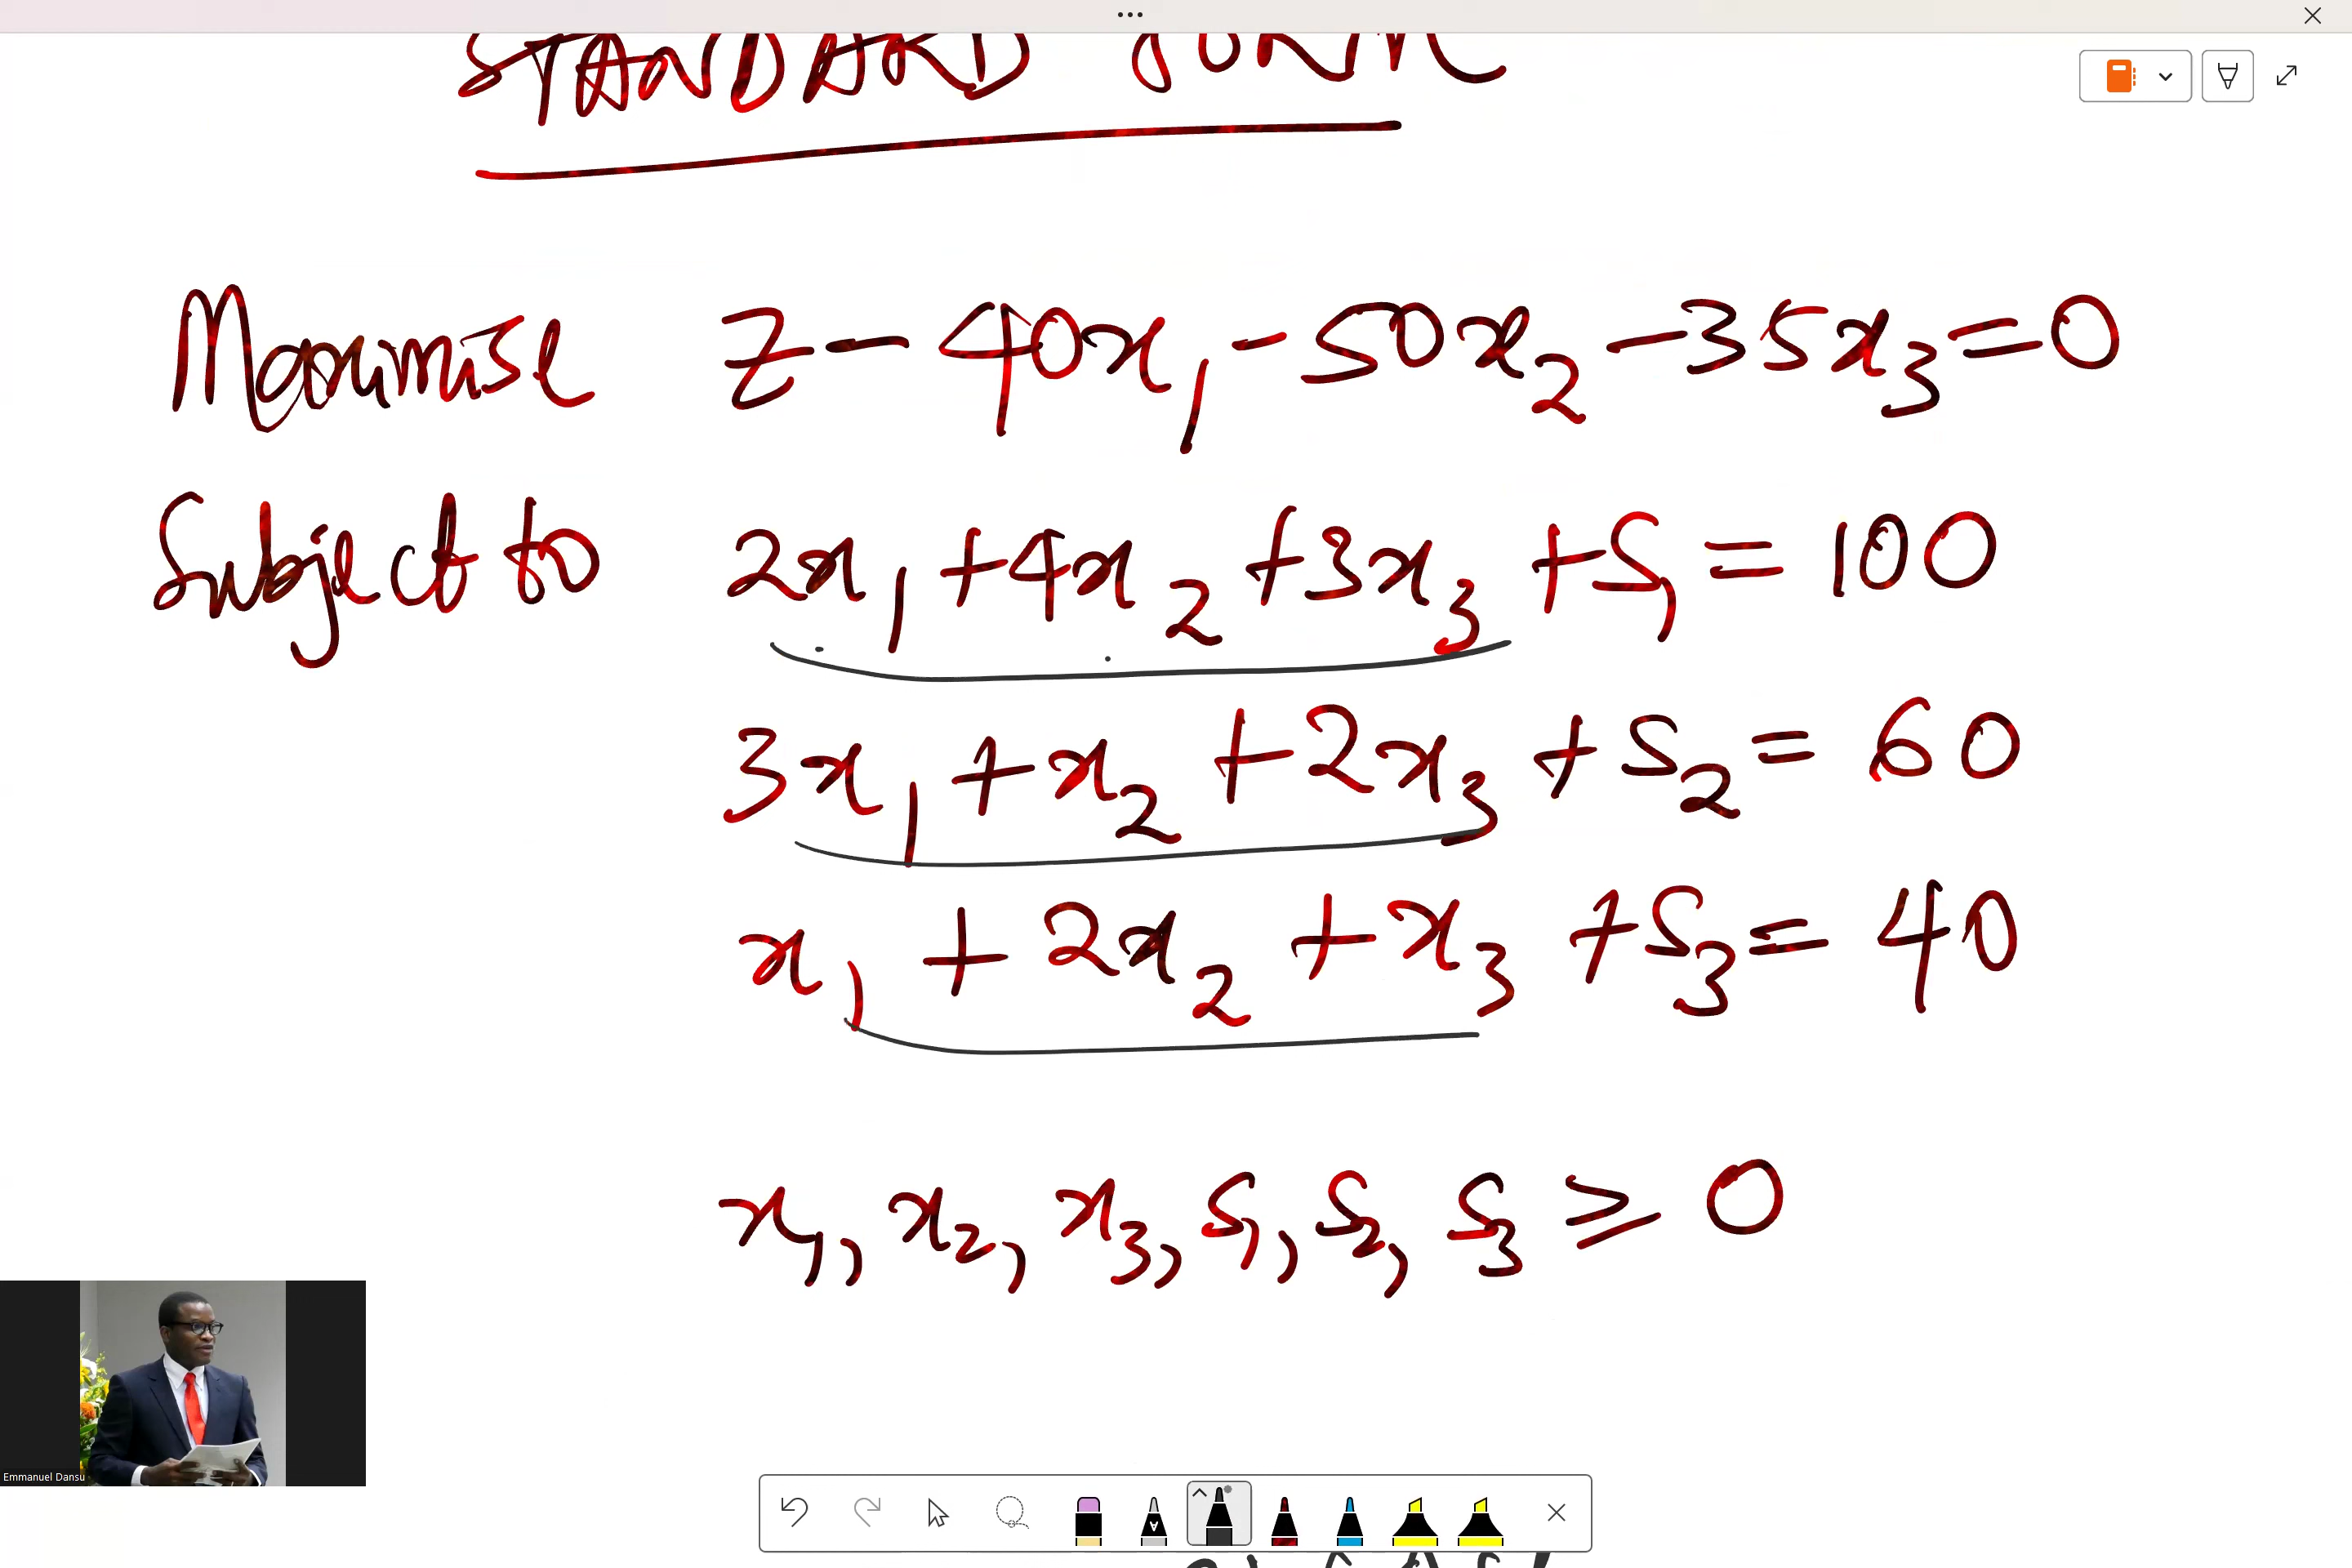 STANDARD FORM
Maximise z - 40x₁ - 50x₂ - 35x₃ = 0
Subject to 2x₁ + 4x₂ + 3x₃ + S₁ = 100
3x₁ + x₂ + 2x₃ + S₂ = 60
x₁ + 2x₂ + x₃ + S₃ = 40
x₁, x₂, x₃, S₁, S₂, S₃ ≥ 0
Emmanuel Dansu